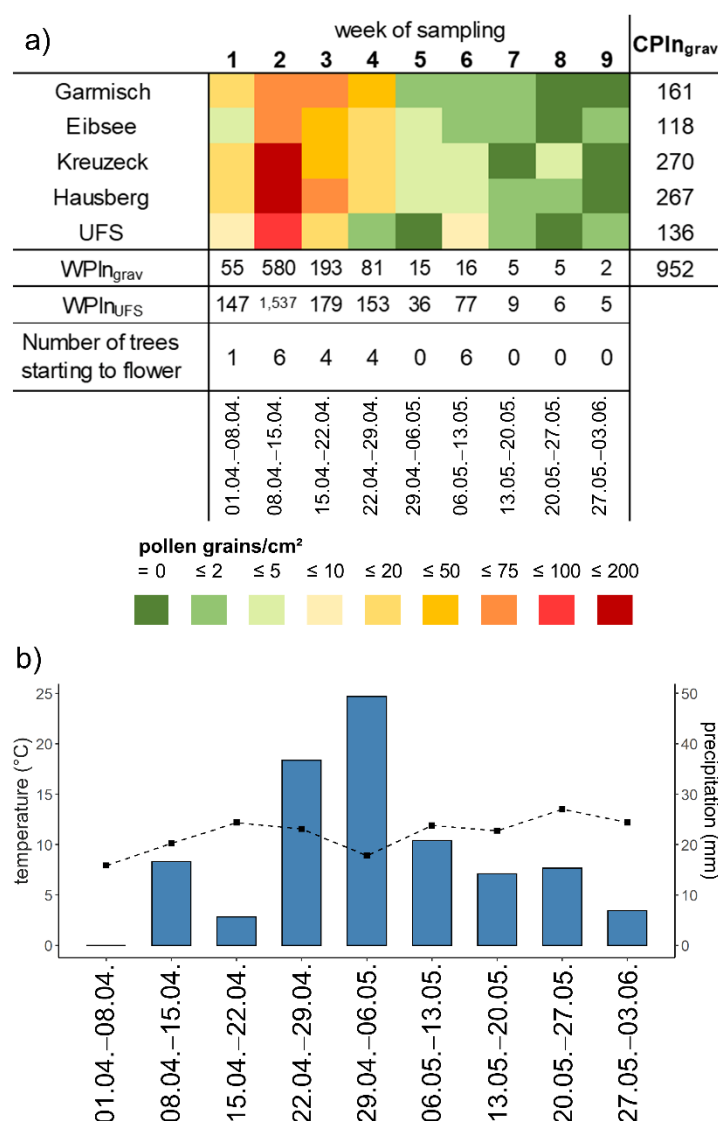 a)
week of sampling
1 2 3 4 5 6 7 8 9 CPIn_grav
Garmisch 161
Eibsee 118
Kreuzeck 270
Hausberg 267
UFS 136
WPIn_grav 55 580 193 81 15 16 5 5 2 952
WPIn_UFS 147 1,537 179 153 36 77 9 6 5
Number of trees
starting to flower 1 6 4 4 0 6 0 0 0
01.04.–08.04.
08.04.–15.04.
15.04.–22.04.
22.04.–29.04.
29.04.–06.05.
06.05.–13.05.
13.05.–20.05.
20.05.–27.05.
27.05.–03.06.
pollen grains/cm²
= 0 ≤ 2 ≤ 5 ≤ 10 ≤ 20 ≤ 50 ≤ 75 ≤ 100 ≤ 200
b)
temperature (°C)
25
20
15
10
5
0
50
40
30
20
10
0
precipitation (mm)
01.04.–08.04.
08.04.–15.04.
15.04.–22.04.
22.04.–29.04.
29.04.–06.05.
06.05.–13.05.
13.05.–20.05.
20.05.–27.05.
27.05.–03.06.